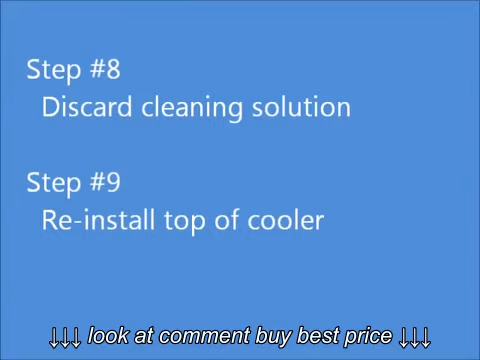 Step #8
Discard cleaning solution
Step #9
Re-install top of cooler
↓↓↓ look at comment buy best price ↓↓↓